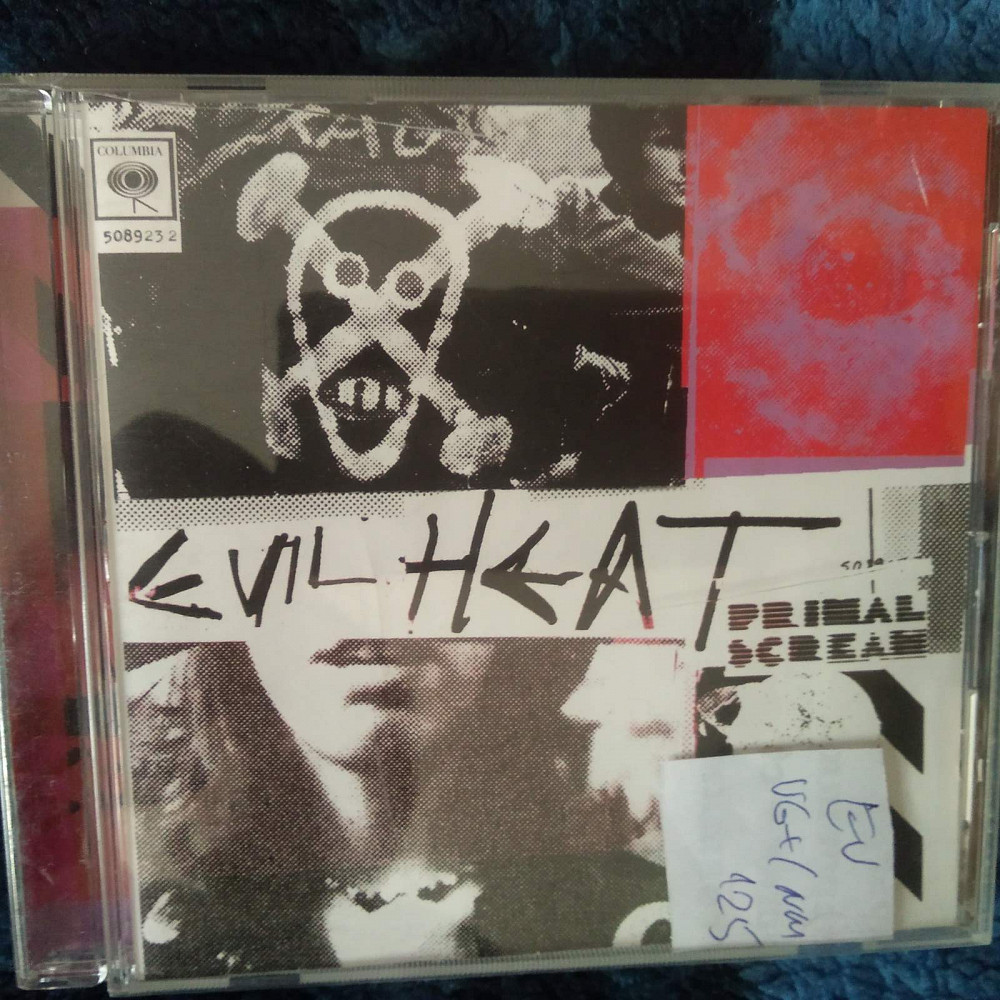 COLUMBIA
508923 2
EVIL HEAT
PRIMAL
SCREAM
EU
VG+/NM
125